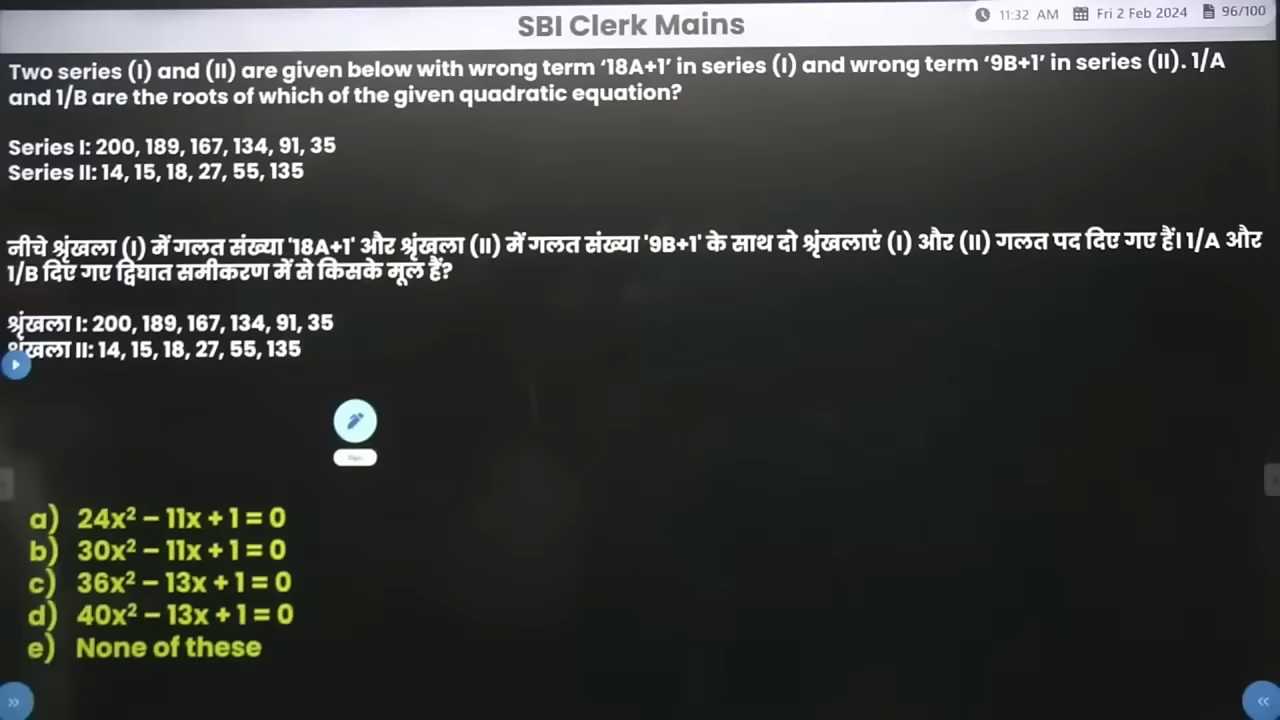 SBI Clerk Mains
11:32 AM Fri 2 Feb 2024 96/100
Two series (I) and (II) are given below with wrong term ‘18A+1’ in series (I) and wrong term ‘9B+1’ in series (II). 1/A
and 1/B are the roots of which of the given quadratic equation?
Series I: 200, 189, 167, 134, 91, 35
Series II: 14, 15, 18, 27, 55, 135
नीचे श्रृंखला (I) में गलत संख्या '18A+1' और श्रृंखला (II) में गलत संख्या '9B+1' के साथ दो श्रृंखलाएं (I) और (II) गलत पद दिए गए हैं। 1/A और
1/B दिए गए द्विघात समीकरण में से किसके मूल हैं?
श्रृंखला I: 200, 189, 167, 134, 91, 35
श्रृंखला II: 14, 15, 18, 27, 55, 135
a) 24x² – 11x + 1 = 0
b) 30x² – 11x + 1 = 0
c) 36x² – 13x + 1 = 0
d) 40x² – 13x + 1 = 0
e) None of these